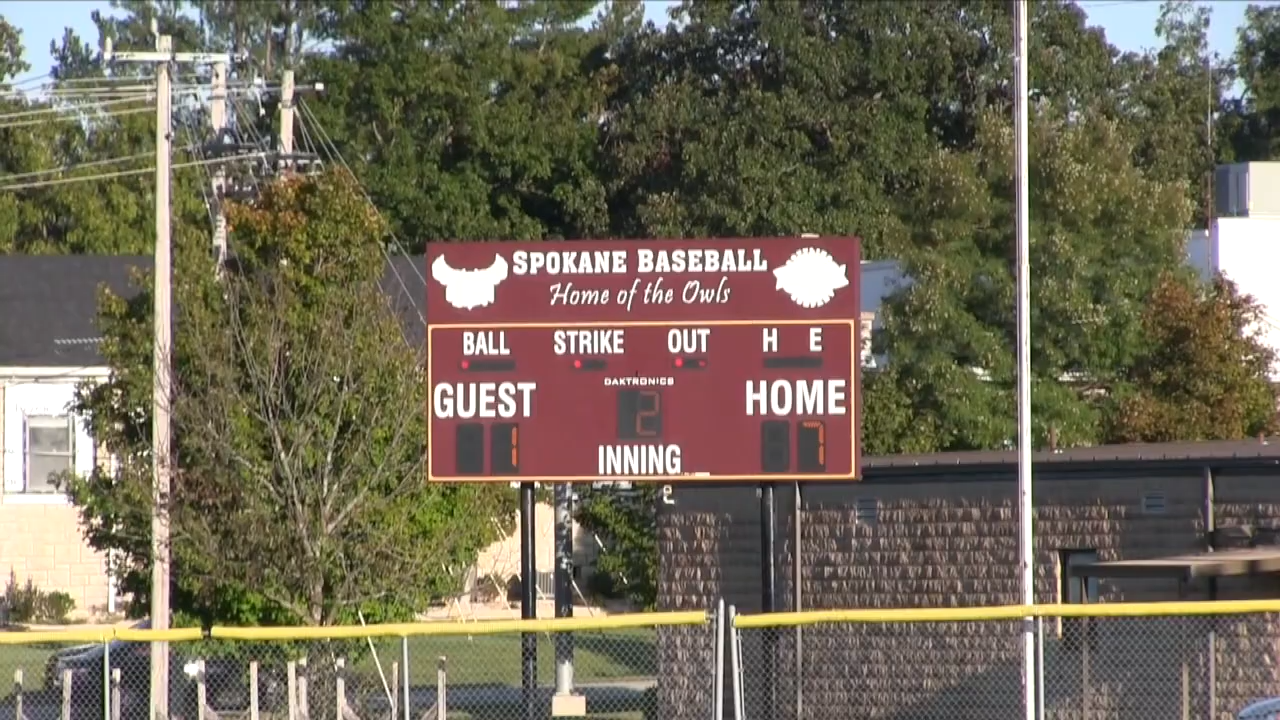 SPOKANE BASEBALL
Home of the Owls
BALL STRIKE OUT H E
DAKTRONICS
GUEST 2 HOME
1 7
INNING